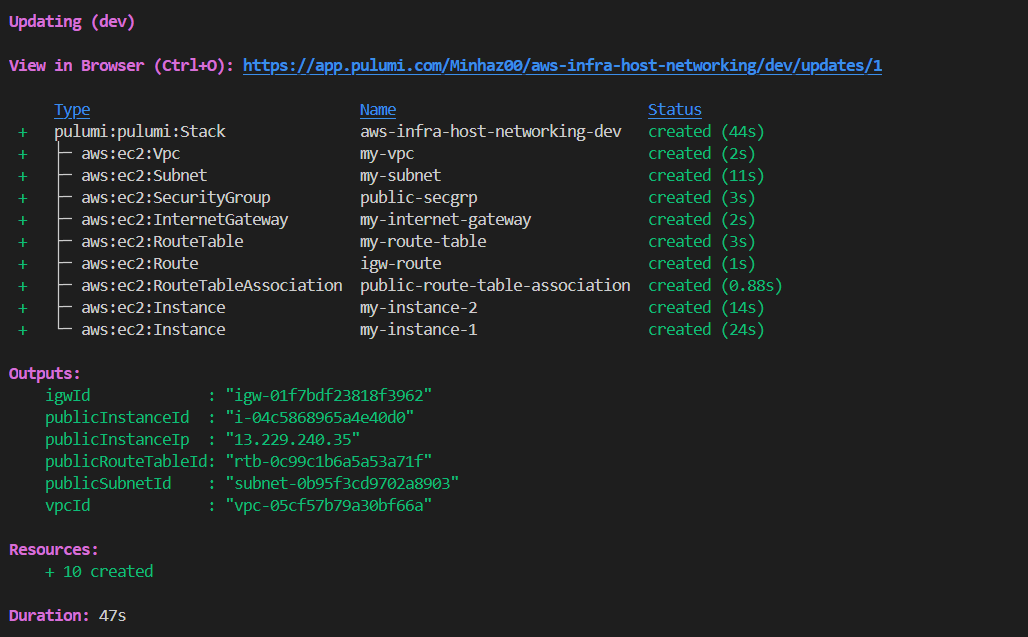 Updating (dev)
View in Browser (Ctrl+O): https://app.pulumi.com/Minhaz00/aws-infra-host-networking/dev/updates/1
Type Name Status
+ pulumi:pulumi:Stack aws-infra-host-networking-dev created (44s)
+ ├─ aws:ec2:Vpc my-vpc created (2s)
+ ├─ aws:ec2:Subnet my-subnet created (11s)
+ ├─ aws:ec2:SecurityGroup public-secgrp created (3s)
+ ├─ aws:ec2:InternetGateway my-internet-gateway created (2s)
+ ├─ aws:ec2:RouteTable my-route-table created (3s)
+ ├─ aws:ec2:Route igw-route created (1s)
+ ├─ aws:ec2:RouteTableAssociation public-route-table-association created (0.88s)
+ ├─ aws:ec2:Instance my-instance-2 created (14s)
+ └─ aws:ec2:Instance my-instance-1 created (24s)
Outputs:
igwId : "igw-01f7bdf23818f3962"
publicInstanceId : "i-04c5868965a4e40d0"
publicInstanceIp : "13.229.240.35"
publicRouteTableId: "rtb-0c99c1b6a5a53a71f"
publicSubnetId : "subnet-0b95f3cd9702a8903"
vpcId : "vpc-05cf57b79a30bf66a"
Resources:
+ 10 created
Duration: 47s